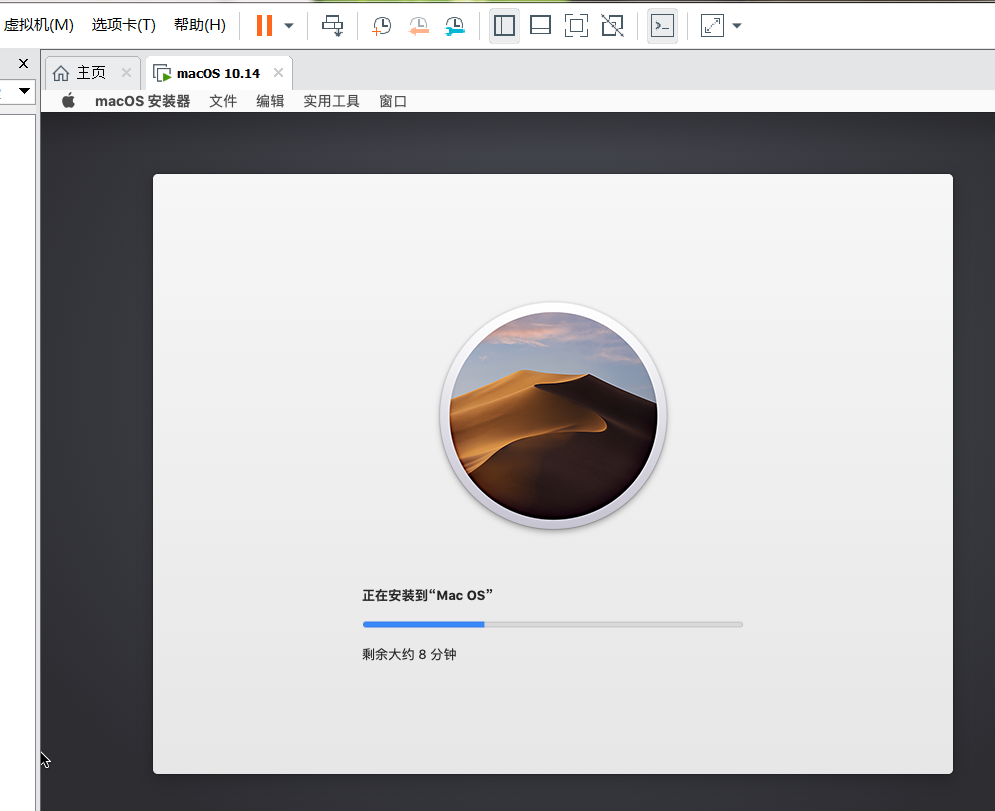 虚拟机(M) 选项卡(T) 帮助(H)
主页 macOS 10.14
macOS 安装器 文件 编辑 实用工具 窗口
正在安装到“Mac OS”
剩余大约 8 分钟